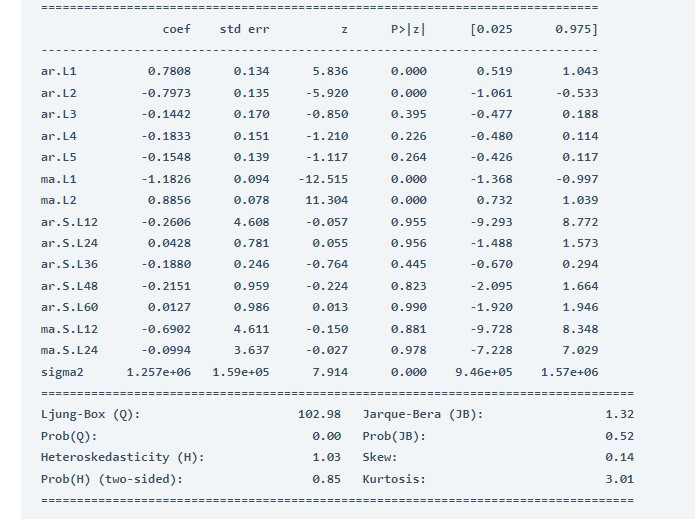 ==============================================================================
                 coef    std err          z      P>|z|      [0.025      0.975]
------------------------------------------------------------------------------
ar.L1          0.7808      0.134      5.836      0.000       0.519       1.043
ar.L2         -0.7973      0.135     -5.920      0.000      -1.061      -0.533
ar.L3         -0.1442      0.170     -0.850      0.395      -0.477       0.188
ar.L4         -0.1833      0.151     -1.210      0.226      -0.480       0.114
ar.L5         -0.1548      0.139     -1.117      0.264      -0.426       0.117
ma.L1         -1.1826      0.094    -12.515      0.000      -1.368      -0.997
ma.L2          0.8856      0.078     11.304      0.000       0.732       1.039
ar.S.L12      -0.2606      4.608     -0.057      0.955      -9.293       8.772
ar.S.L24       0.0428      0.781      0.055      0.956      -1.488       1.573
ar.S.L36      -0.1880      0.246     -0.764      0.445      -0.670       0.294
ar.S.L48      -0.2151      0.959     -0.224      0.823      -2.095       1.664
ar.S.L60       0.0127      0.986      0.013      0.990      -1.920       1.946
ma.S.L12      -0.6902      4.611     -0.150      0.881      -9.728       8.348
ma.S.L24      -0.0994      3.637     -0.027      0.978      -7.228       7.029
sigma2      1.257e+06   1.59e+05      7.914      0.000    9.46e+05    1.57e+06
===================================================================================
Ljung-Box (Q):                      102.98   Jarque-Bera (JB):                 1.32
Prob(Q):                              0.00   Prob(JB):                         0.52
Heteroskedasticity (H):               1.03   Skew:                             0.14
Prob(H) (two-sided):                  0.85   Kurtosis:                         3.01
===================================================================================